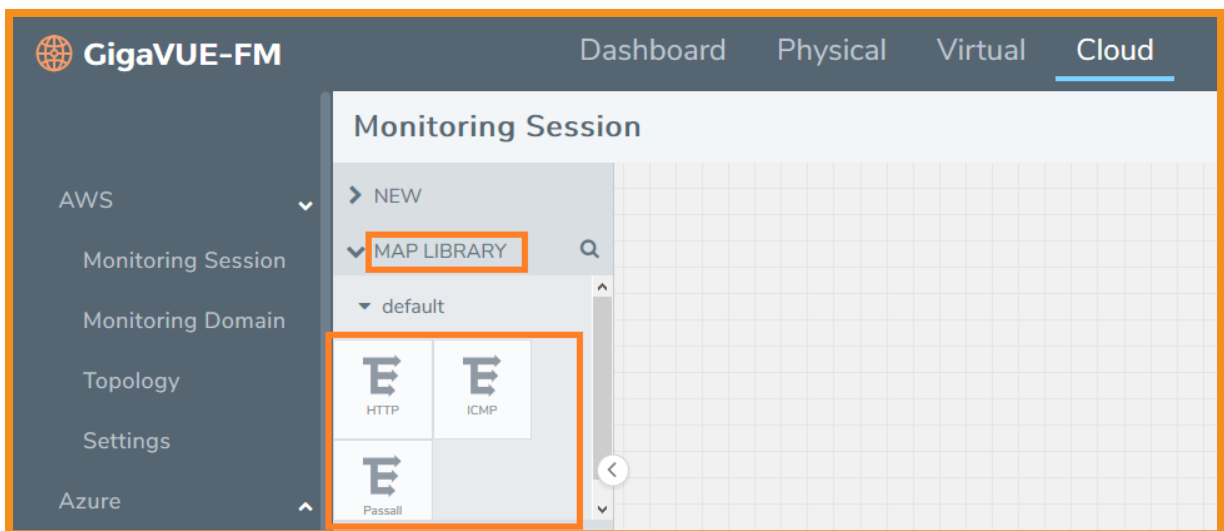 GigaVUE-FM
Dashboard Physical Virtual Cloud
Monitoring Session
AWS
Monitoring Session
Monitoring Domain
Topology
Settings
Azure
NEW
MAP LIBRARY
default
HTTP
ICMP
Passall